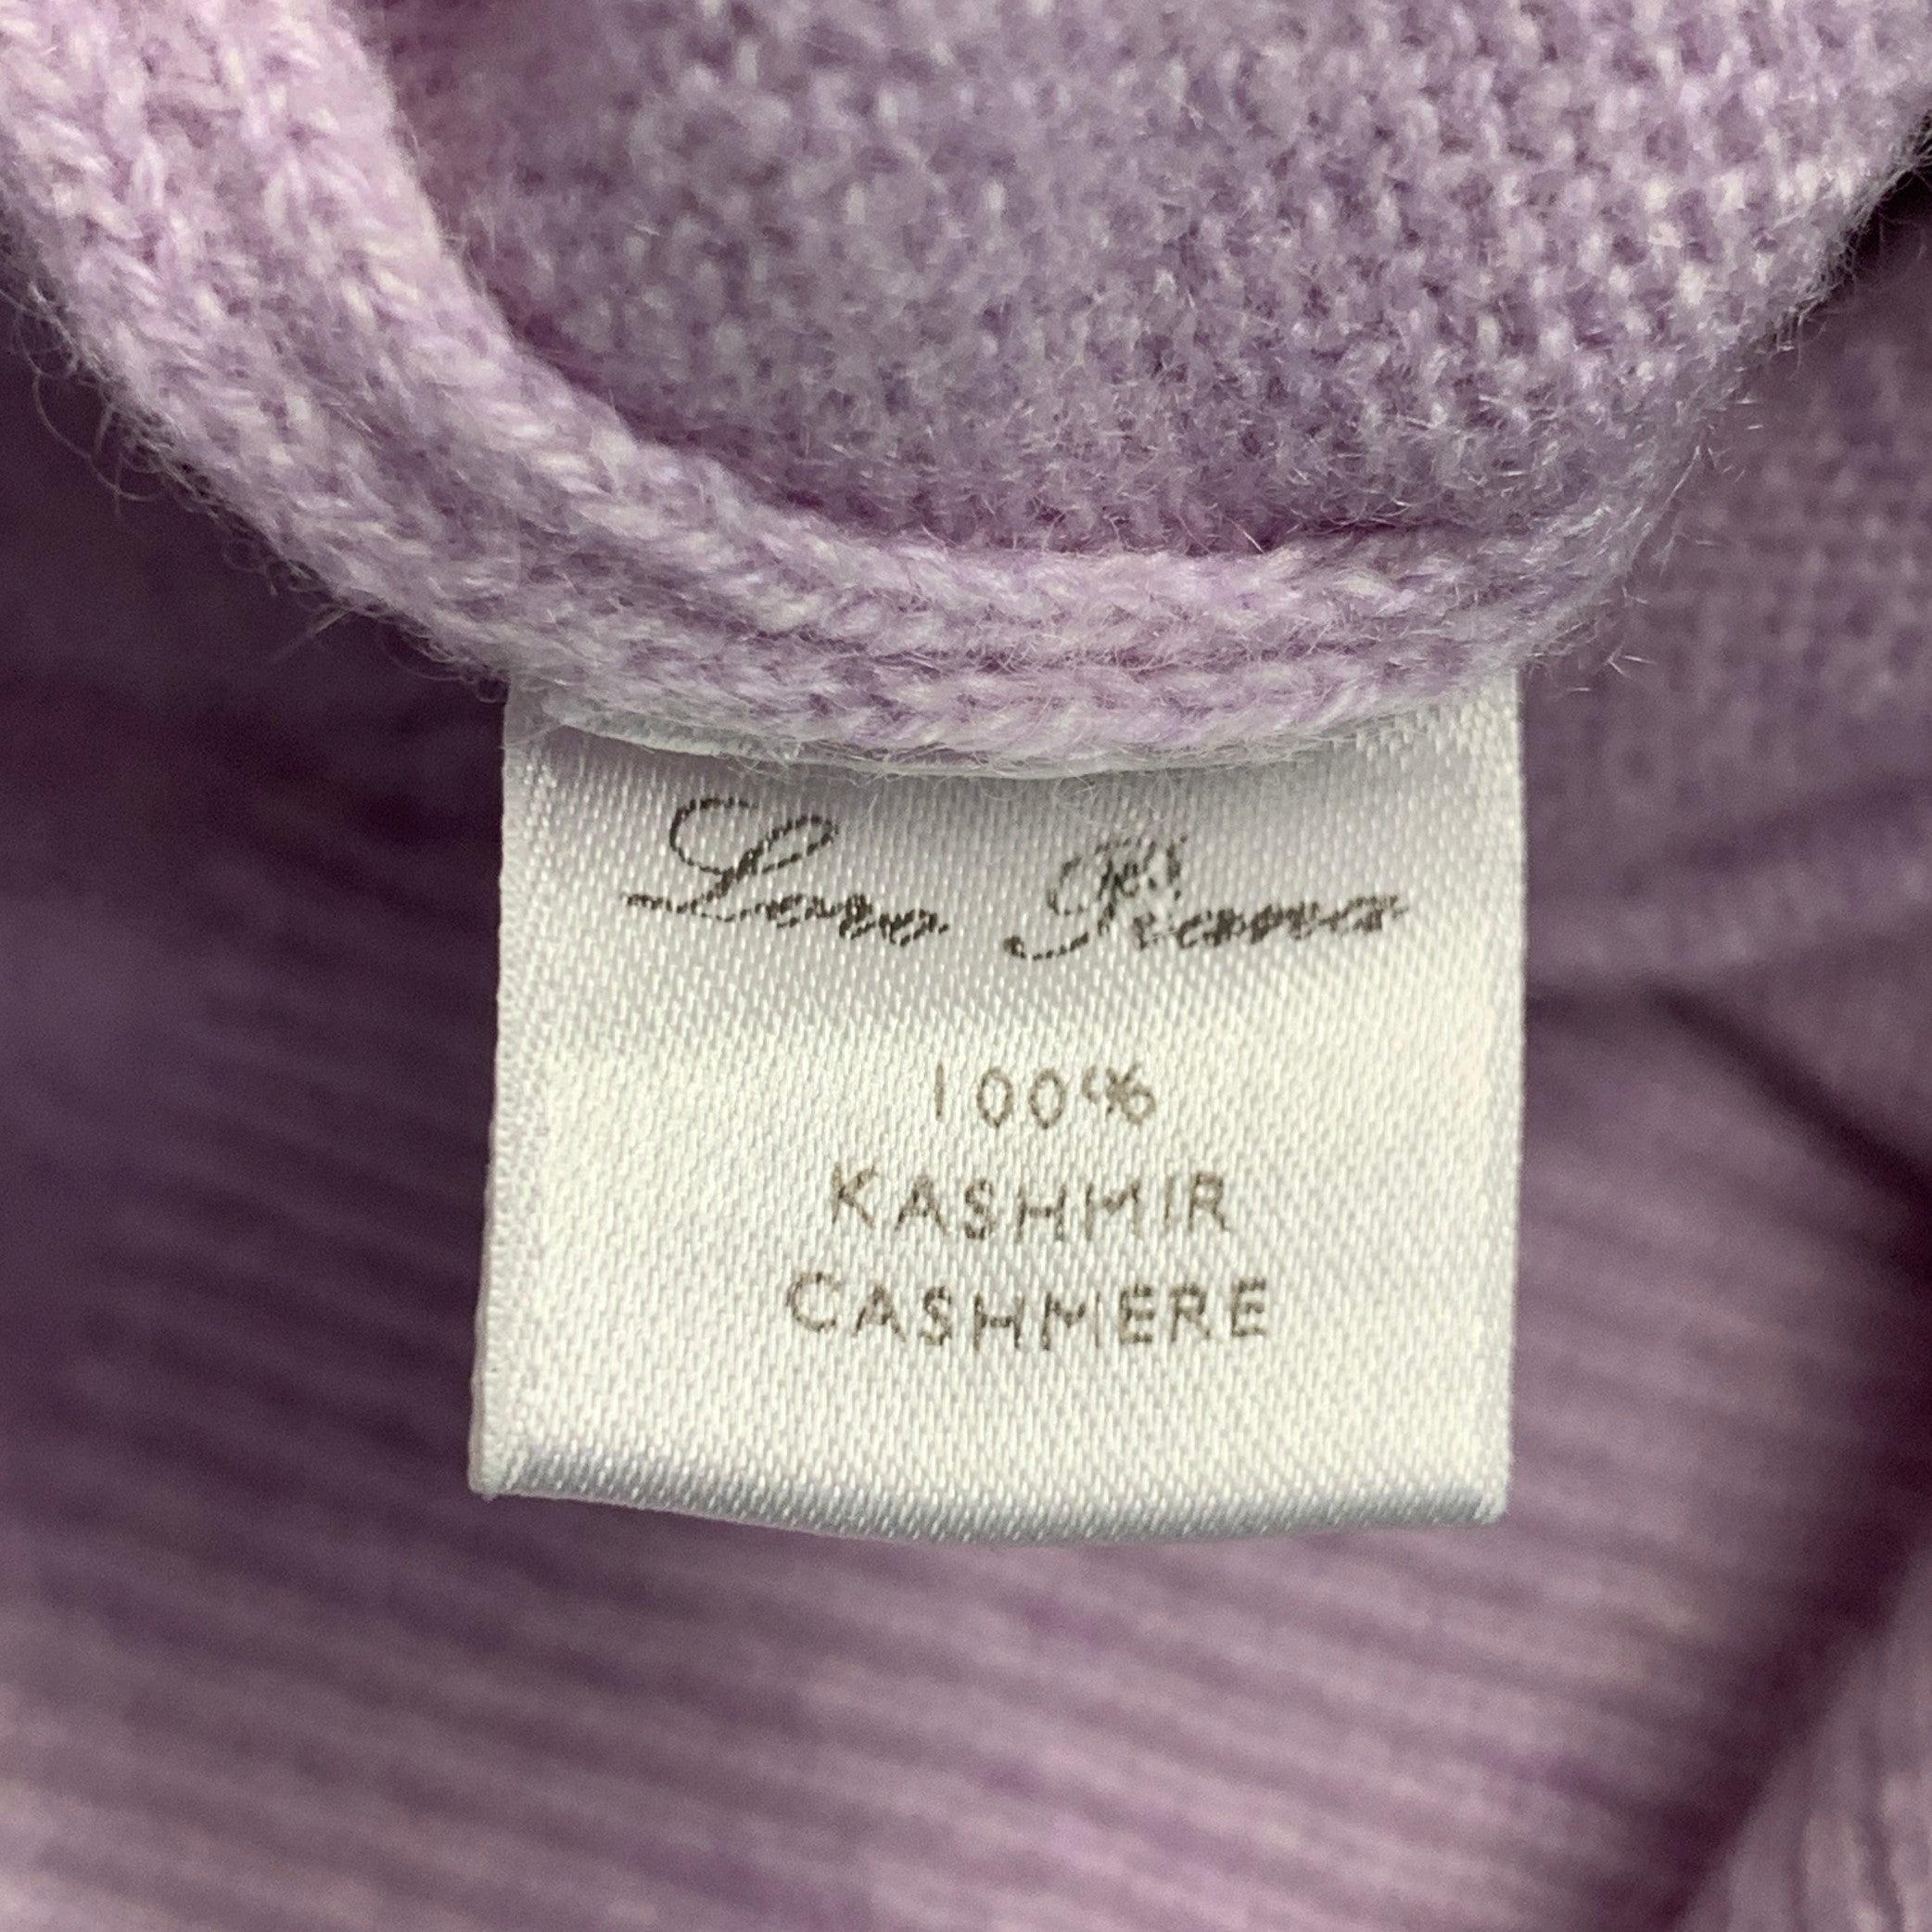 Loro Piana
100%
KASHMIR
CASHMERE